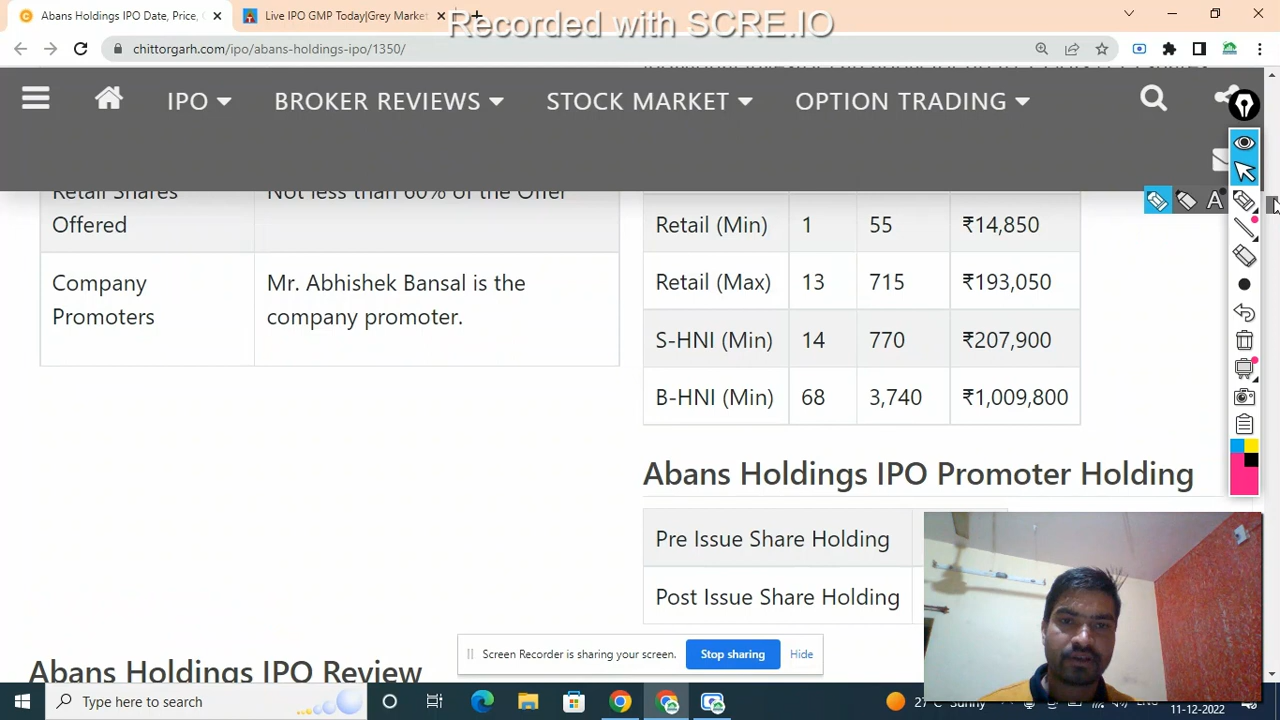 Abans Holdings IPO Date, Price, G
Live IPO GMP Today|Grey Market
Recorded with SCRE.IO
chittorgarh.com/ipo/abans-holdings-ipo/1350/
IPO
BROKER REVIEWS
STOCK MARKET
OPTION TRADING
Retail Shares Offered
Not less than 60% of the Offer
Company Promoters
Mr. Abhishek Bansal is the
company promoter.
Retail (Min) 1 55 ₹14,850
Retail (Max) 13 715 ₹193,050
S-HNI (Min) 14 770 ₹207,900
B-HNI (Min) 68 3,740 ₹1,009,800
Abans Holdings IPO Promoter Holding
Pre Issue Share Holding
Post Issue Share Holding
Abans Holdings IPO Review
Screen Recorder is sharing your screen. Stop sharing Hide
A
Type here to search
27°C Sunny
ENG
11-12-2022